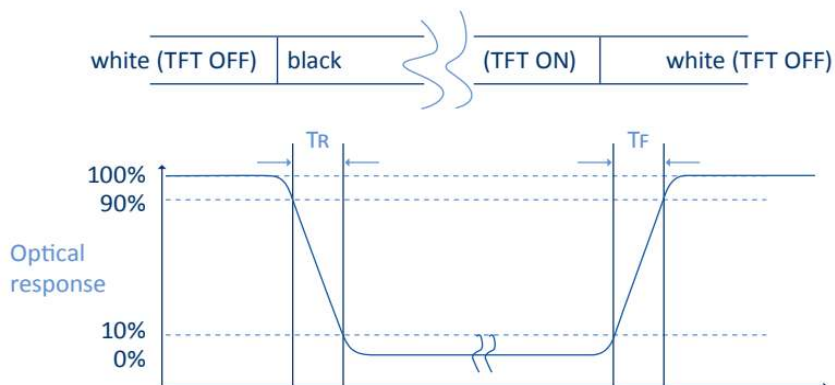 white (TFT OFF) black (TFT ON) white (TFT OFF)
TR TF
100%
90%
Optical
response
10%
0%